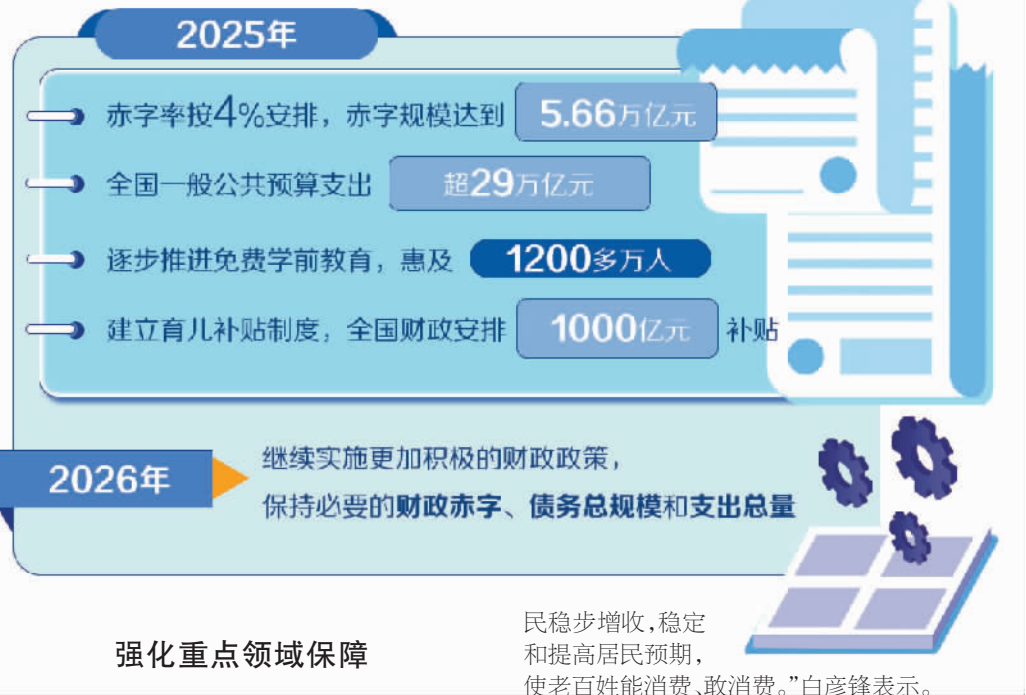 2025年
赤字率按4%安排，赤字规模达到 5.66万亿元
全国一般公共预算支出 超29万亿元
逐步推进免费学前教育，惠及 1200多万人
建立育儿补贴制度，全国财政安排 1000亿元 补贴
2026年
继续实施更加积极的财政政策，
保持必要的财政赤字、债务总规模和支出总量
强化重点领域保障
民稳步增收，稳定
和提高居民预期，
使老百姓能消费、敢消费。”白彦锋表示。